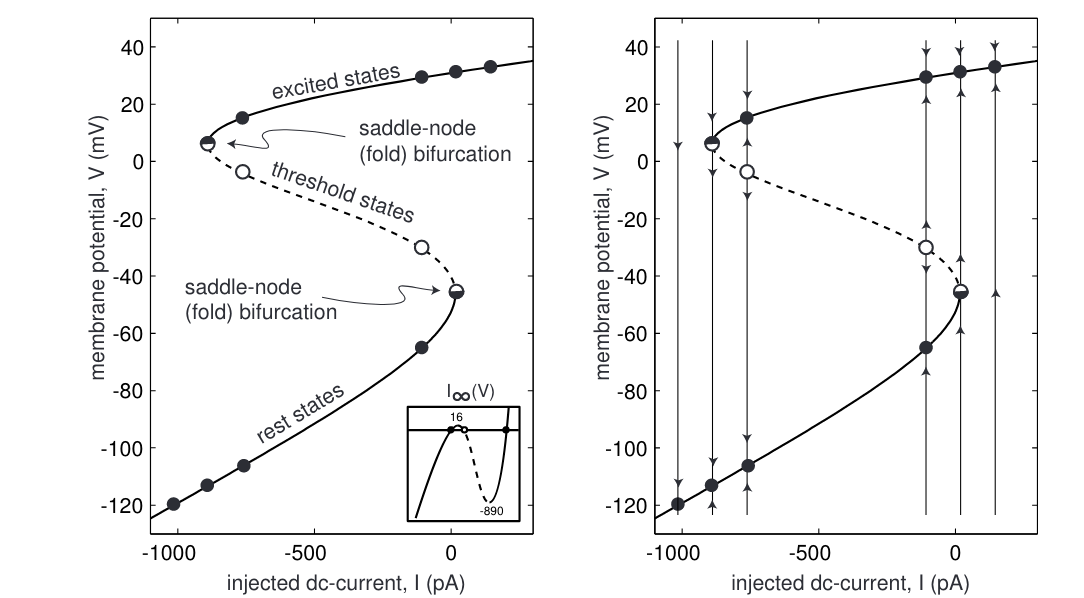 40
20
0
-20
-40
-60
-80
-100
-120
membrane potential, V (mV)
excited states
saddle-node
(fold) bifurcation
threshold states
saddle-node
(fold) bifurcation
rest states
I∞(V)
16
-890
-1000
-500
0
injected dc-current, I (pA)
40
20
0
-20
-40
-60
-80
-100
-120
membrane potential, V (mV)
-1000
-500
0
injected dc-current, I (pA)